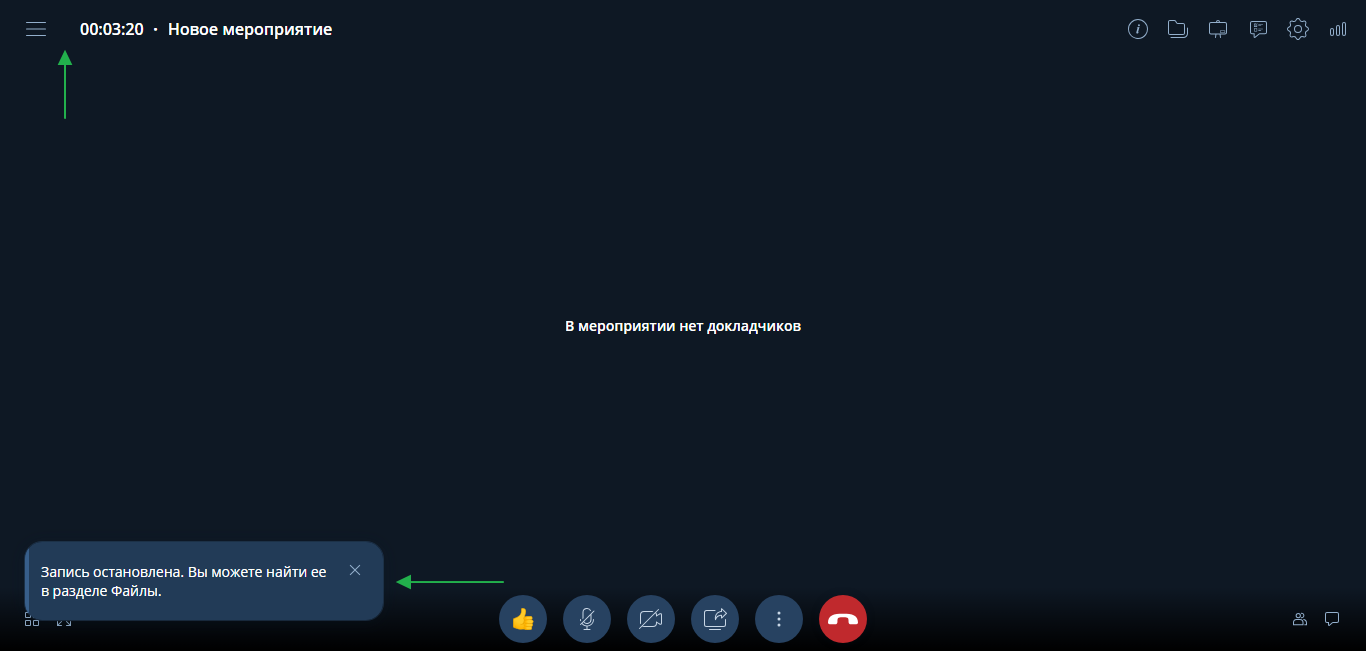 00:03:20 · Новое мероприятие
В мероприятии нет докладчиков
Запись остановлена. Вы можете найти ее
в разделе Файлы.